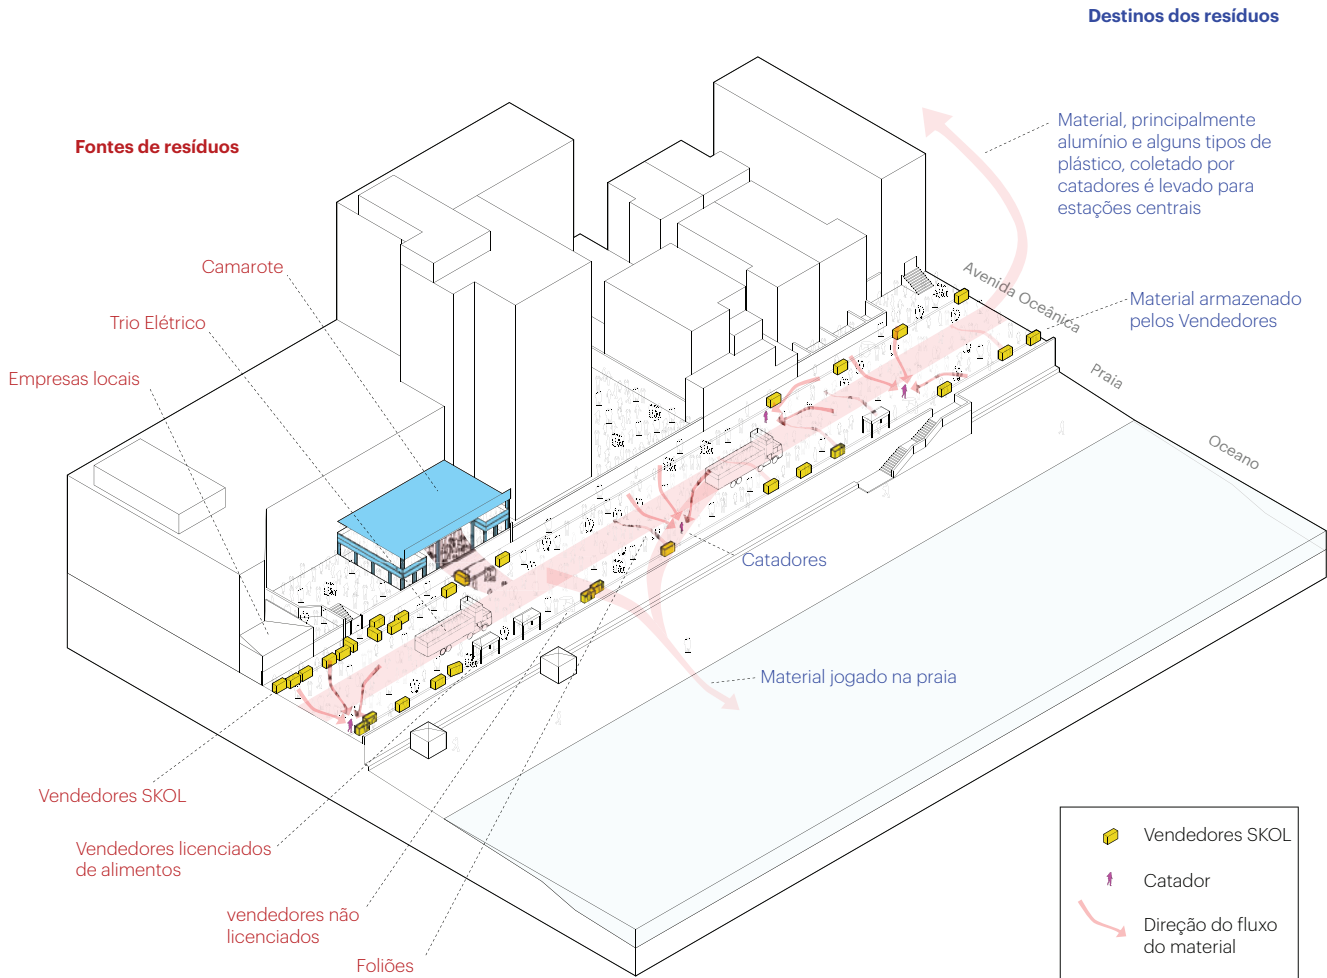 Destinos dos resíduos
Fontes de resíduos
Material, principalmente
alumínio e alguns tipos de
plástico, coletado por
catadores é levado para
estações centrais
Camarote
Trio Elétrico
Empresas locais
Avenida Oceânica
Material armazenado
pelos Vendedores
Praia
Oceano
Catadores
Material jogado na praia
Vendedores SKOL
Vendedores licenciados
de alimentos
vendedores não
licenciados
Foliões
Vendedores SKOL
Catador
Direção do fluxo
do material